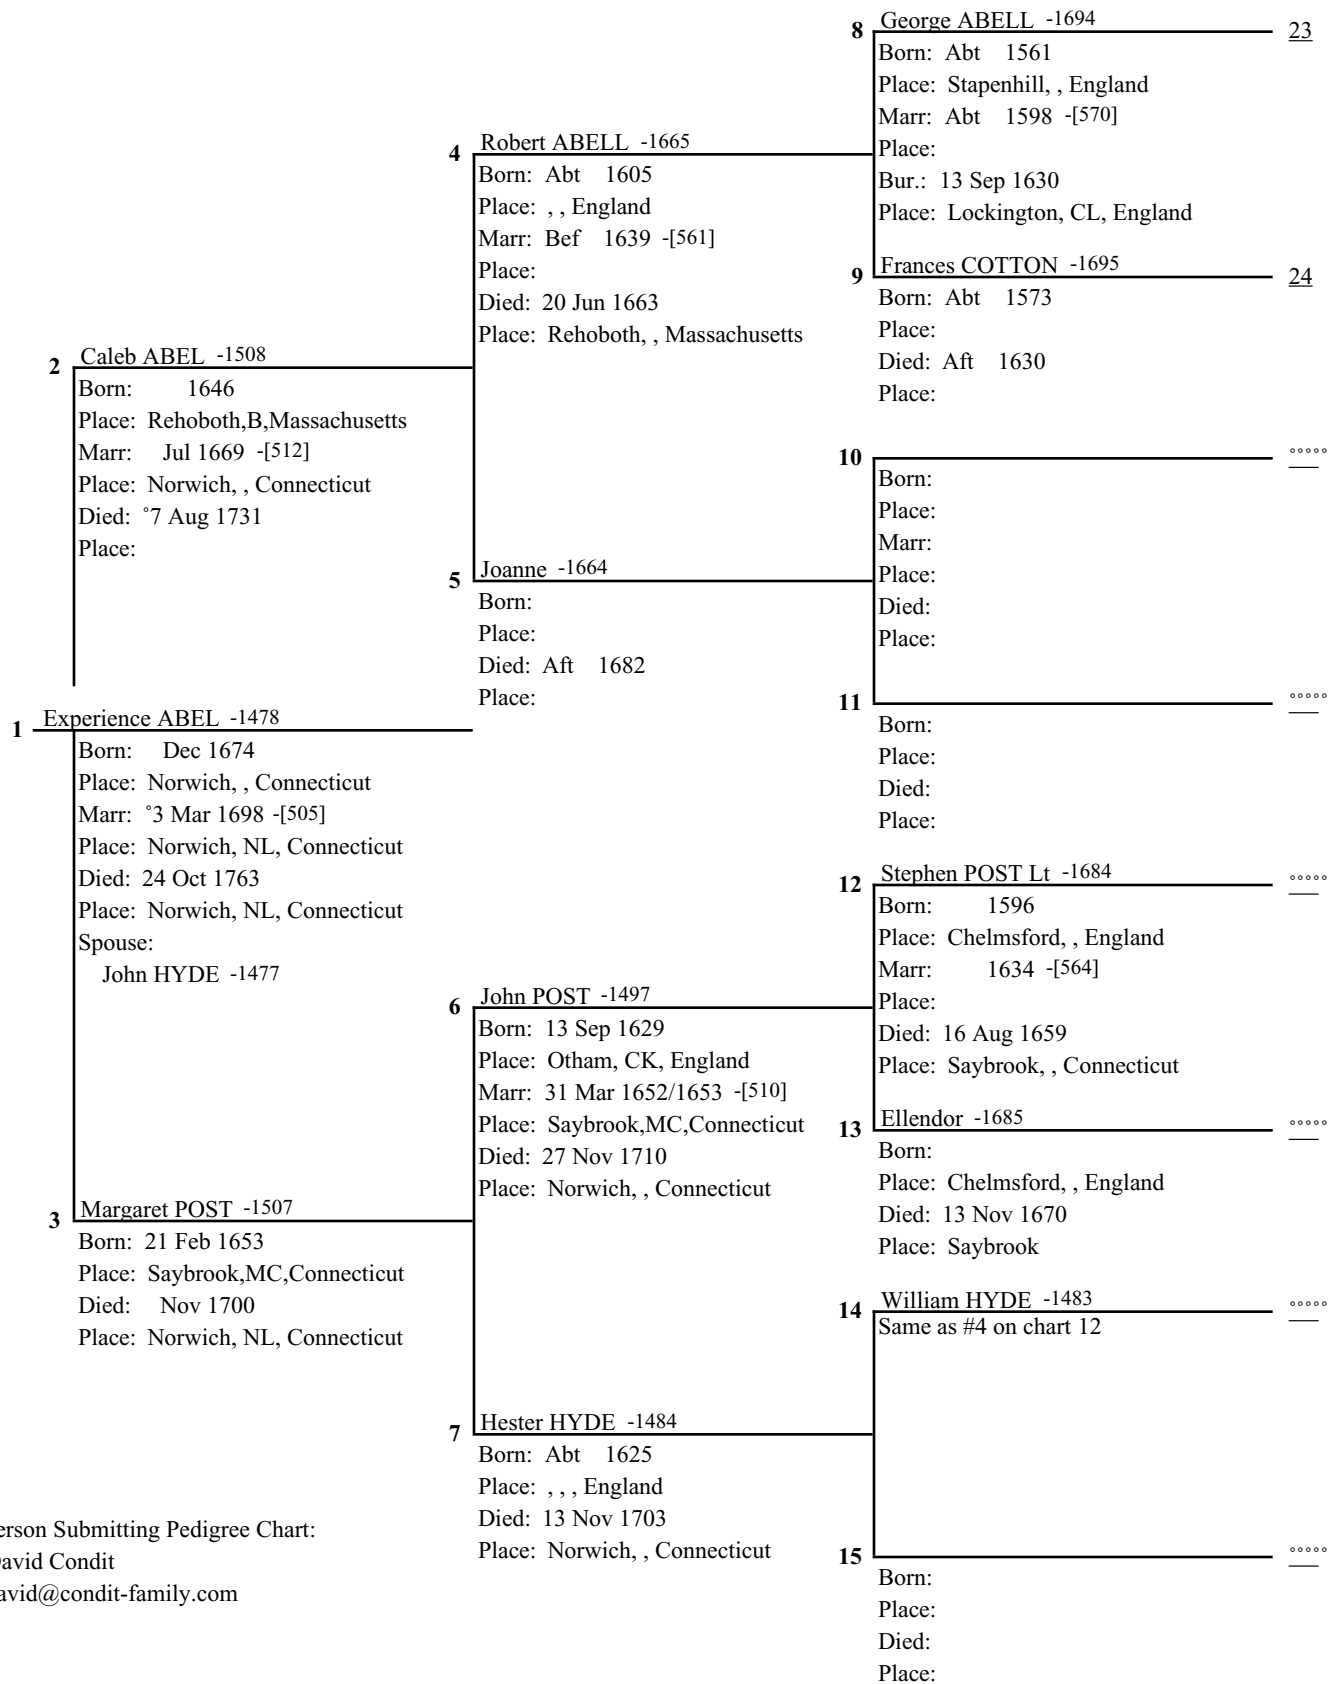 8 George ABELL -1694 23
Born: Abt 1561
Place: Stapenhill, , England
Marr: Abt 1598 -[570]
Place:
Bur.: 13 Sep 1630
Place: Lockington, CL, England
4 Robert ABELL -1665
Born: Abt 1605
Place: , , England
Marr: Bef 1639 -[561]
Place:
Died: 20 Jun 1663
Place: Rehoboth, , Massachusetts
9 Frances COTTON -1695 24
Born: Abt 1573
Place:
Died: Aft 1630
Place:
2 Caleb ABEL -1508
Born: 1646
Place: Rehoboth,B,Massachusetts
Marr: Jul 1669 -[512]
Place: Norwich, , Connecticut
Died: °7 Aug 1731
Place:
10 °°°°°
Born:
Place:
Marr:
Place:
Died:
Place:
5 Joanne -1664
Born:
Place:
Died: Aft 1682
Place:
11 °°°°°
Born:
Place:
Died:
Place:
1 Experience ABEL -1478
Born: Dec 1674
Place: Norwich, , Connecticut
Marr: °3 Mar 1698 -[505]
Place: Norwich, NL, Connecticut
Died: 24 Oct 1763
Place: Norwich, NL, Connecticut
Spouse:
John HYDE -1477
12 Stephen POST Lt -1684 °°°°°
Born: 1596
Place: Chelmsford, , England
Marr: 1634 -[564]
Place:
Died: 16 Aug 1659
Place: Saybrook, , Connecticut
6 John POST -1497
Born: 13 Sep 1629
Place: Otham, CK, England
Marr: 31 Mar 1652/1653 -[510]
Place: Saybrook,MC,Connecticut
Died: 27 Nov 1710
Place: Norwich, , Connecticut
13 Ellendor -1685 °°°°°
Born:
Place: Chelmsford, , England
Died: 13 Nov 1670
Place: Saybrook
3 Margaret POST -1507
Born: 21 Feb 1653
Place: Saybrook,MC,Connecticut
Died: Nov 1700
Place: Norwich, NL, Connecticut
14 William HYDE -1483 °°°°°
Same as #4 on chart 12
7 Hester HYDE -1484
Born: Abt 1625
Place: , , , England
Died: 13 Nov 1703
Place: Norwich, , Connecticut
15 °°°°°
Born:
Place:
Died:
Place:
erson Submitting Pedigree Chart:
avid Condit
avid@condit-family.com